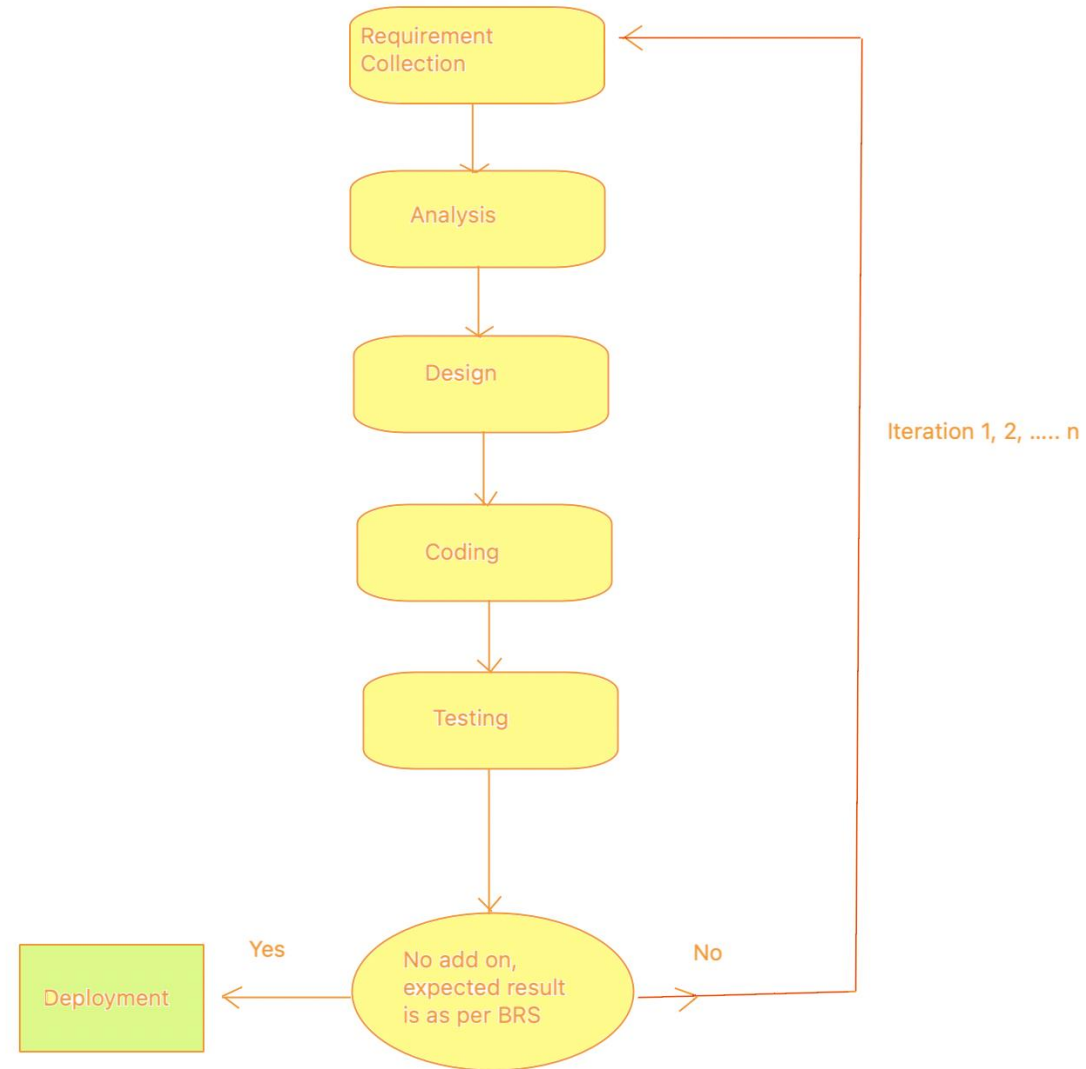 Requirement
Collection
Analysis
Design
Iteration 1, 2, ..... n
Coding
Testing
Yes
No add on,
expected result
is as per BRS
No
Deployment